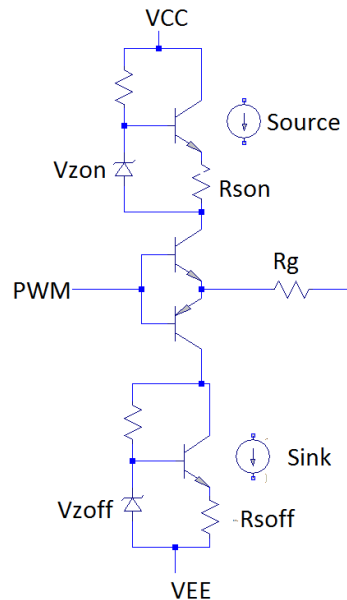 VCC
Source
Vzon
Rson
Rg
PWM
Sink
Vzoff
Rsoff
VEE